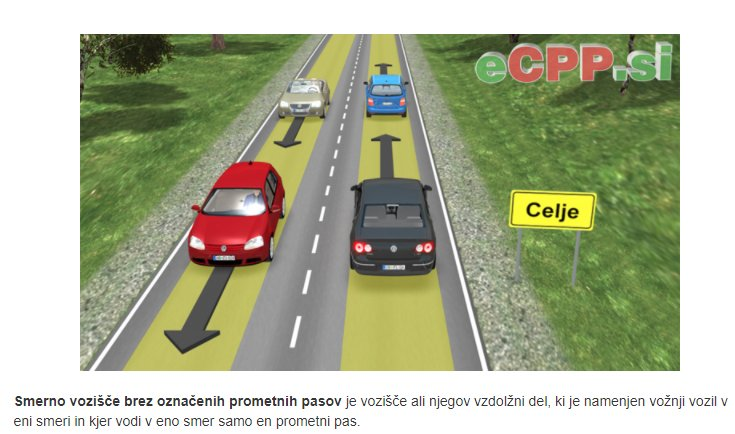 eCPP.si
Celje
Smerno vozišče brez označenih prometnih pasov je vozišče ali njegov vzdolžni del, ki je namenjen vožnji vozil v
eni smeri in kjer vodi v eno smer samo en prometni pas.